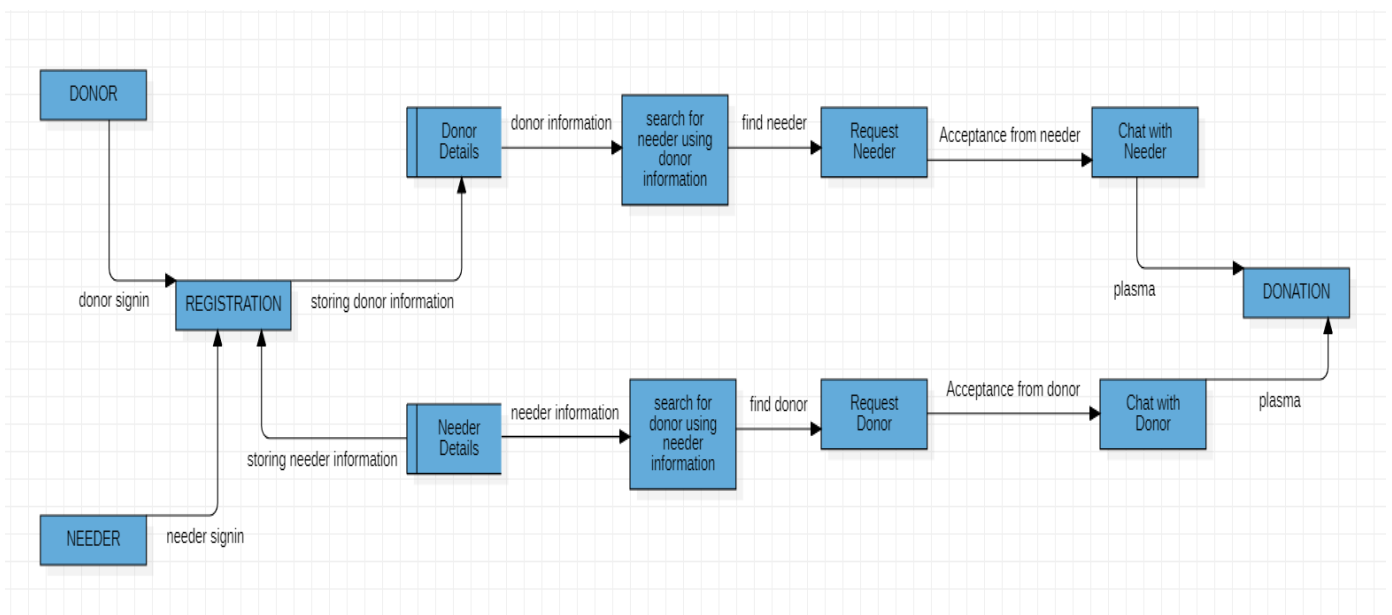 DONOR
Donor
Details
donor information
search for
needer using
donor
information
find needer
Request
Needer
Acceptance from needer
Chat with
Needer
donor signin
REGISTRATION
storing donor information
plasma
DONATION
Needer
Details
needer information
search for
donor using
needer
information
find donor
Request
Donor
Acceptance from donor
Chat with
Donor
plasma
storing needer information
NEEDER
needer signin